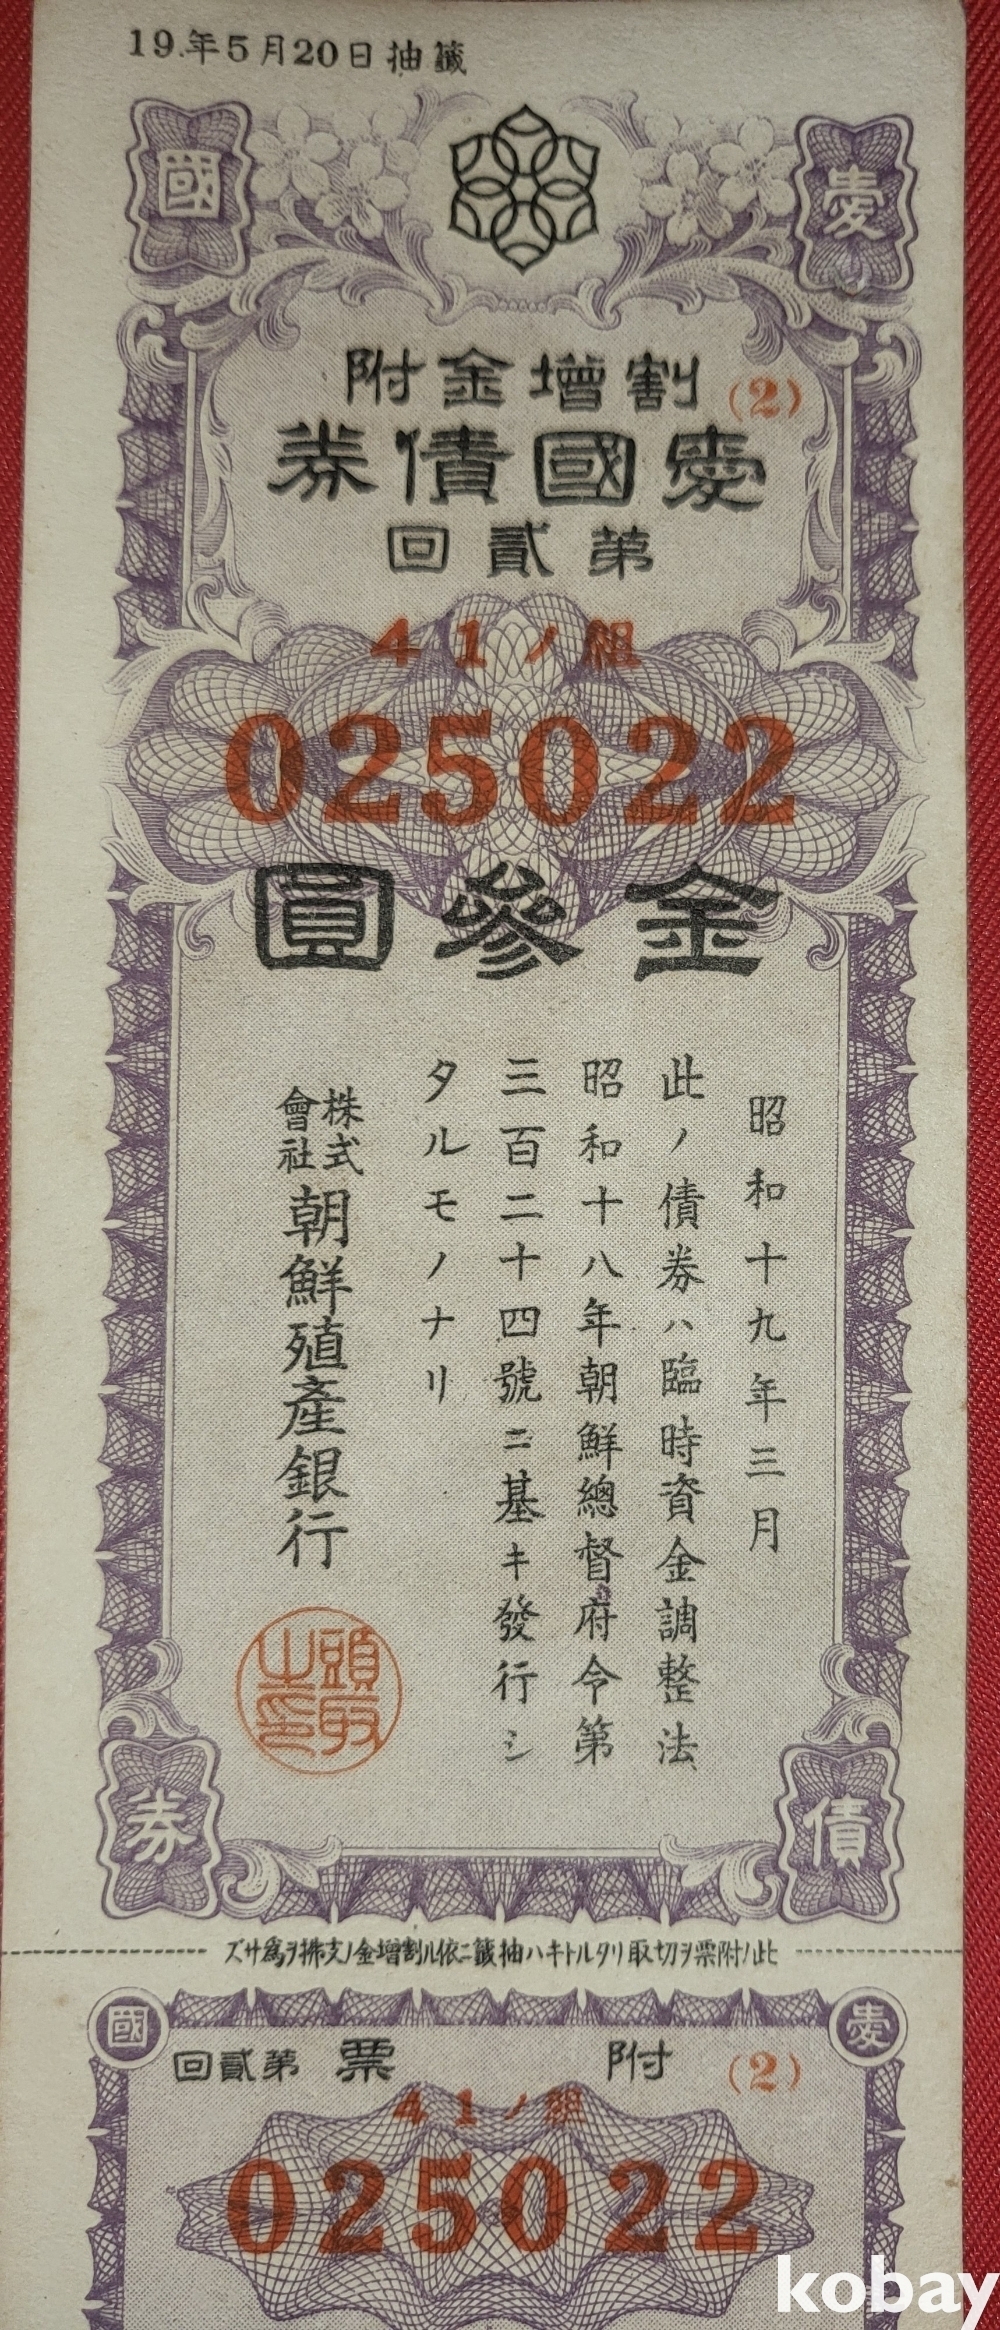 19.年5月20日抽籤
愛國
割增金附
(2)
愛國債券
第貳回
41ノ組
025022
金參圓
昭和十九年三月
此ノ債券ハ臨時資金調整法
昭和十八年朝鮮總督府令第
三百二十四號ニ基キ發行シ
タルモノナリ
株式會社朝鮮殖產銀行
頭取之印
債券
此ノ附票ヲ切取リタルトキハ抽籤ニ依ル割增金ノ支拂ヲ爲サズ
愛國
附票 第貳回
(2)
41ノ組
025022
kobay